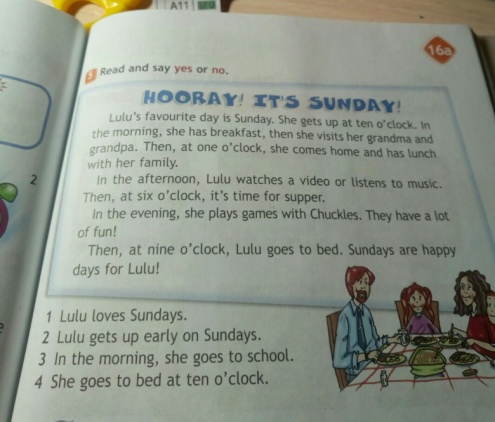 A11
16a
3 Read and say yes or no.
HOORAY! IT'S SUNDAY!
Lulu's favourite day is Sunday. She gets up at ten o'clock. In
the morning, she has breakfast, then she visits her grandma and
grandpa. Then, at one o'clock, she comes home and has lunch
with her family.
In the afternoon, Lulu watches a video or listens to music.
Then, at six o'clock, it's time for supper.
In the evening, she plays games with Chuckles. They have a lot
of fun!
Then, at nine o'clock, Lulu goes to bed. Sundays are happy
days for Lulu!
2
1 Lulu loves Sundays.
2 Lulu gets up early on Sundays.
3 In the morning, she goes to school.
4 She goes to bed at ten o'clock.